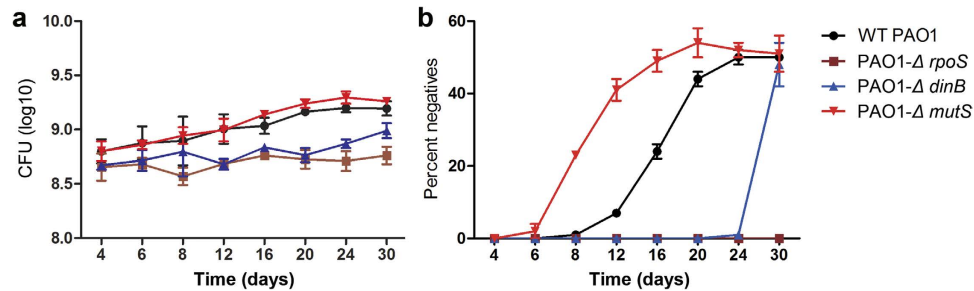 a
10.0
9.5
9.0
8.5
8.0
CFU (log10)
4 6 8 12 16 20 24 30
Time (days)
b
60
40
20
0
Percent negatives
4 6 8 12 16 20 24 30
Time (days)
WT PAO1
PAO1-Δ rpoS
PAO1-Δ dinB
PAO1-Δ mutS